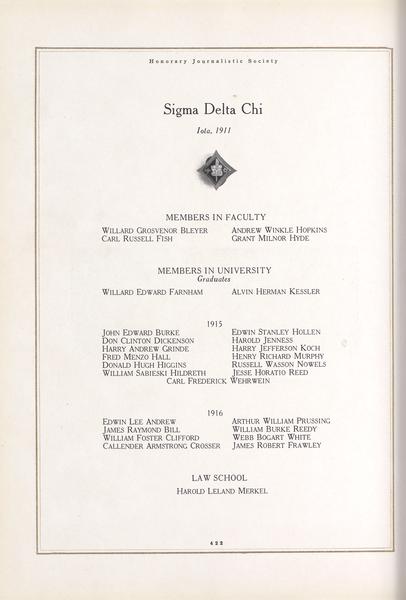 Honorary Journalistic Society
Sigma Delta Chi
Iota, 1911
MEMBERS IN FACULTY
WILLARD GROSVENOR BLEYER ANDREW WINKLE HOPKINS
CARL RUSSELL FISH GRANT MILNOR HYDE
MEMBERS IN UNIVERSITY
Graduates
WILLARD EDWARD FARNHAM ALVIN HERMAN KESSLER
1915
JOHN EDWARD BURKE EDWIN STANLEY HOLLEN
DON CLINTON DICKENSON HAROLD JENNESS
HARRY ANDREW GRINDE HARRY JEFFERSON KOCH
FRED MENZO HALL HENRY RICHARD MURPHY
DONALD HUGH HIGGINS RUSSELL WASSON NOWELS
WILLIAM SABIESKI HILDRETH JESSE HORATIO REED
CARL FREDERICK WEHRWEIN
1916
EDWIN LEE ANDREW ARTHUR WILLIAM PRUSSING
JAMES RAYMOND BILL WILLIAM BURKE REEDY
WILLIAM FOSTER CLIFFORD WEBB BOGART WHITE
CALLENDER ARMSTRONG CROSSER JAMES ROBERT FRAWLEY
LAW SCHOOL
HAROLD LELAND MERKEL
422